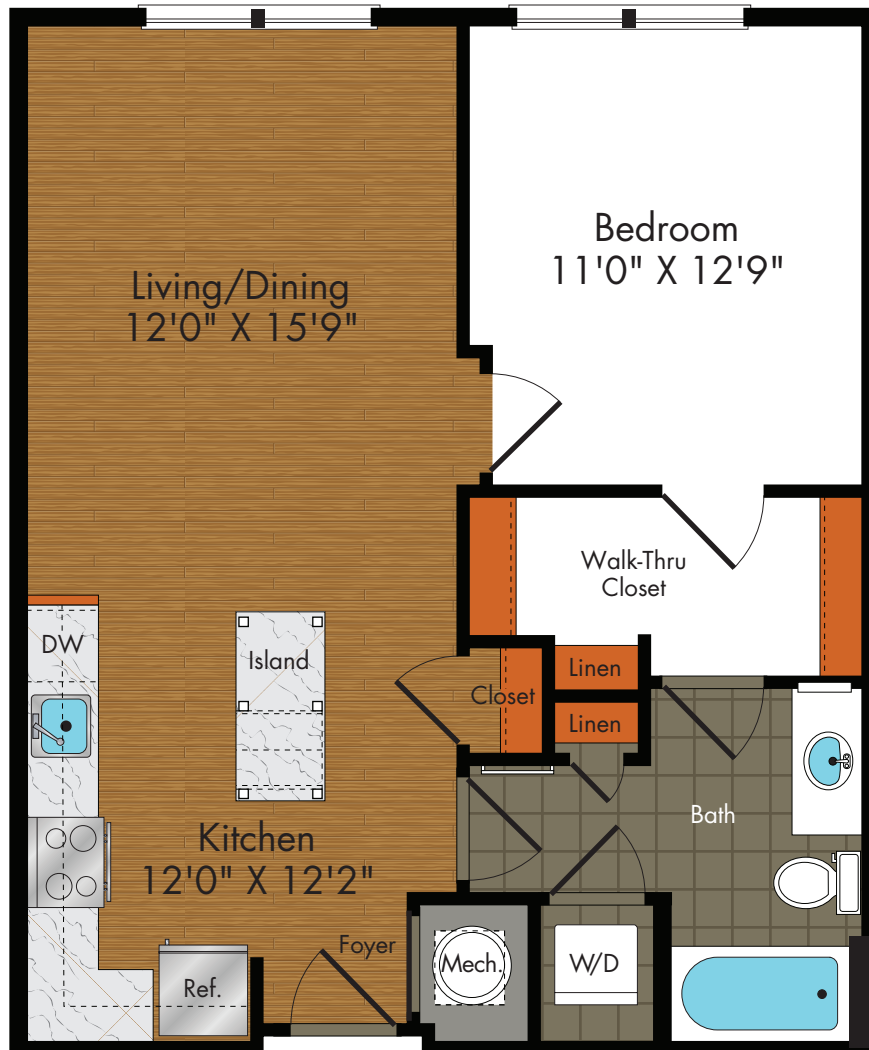 Bedroom
11'0" X 12'9"
Living/Dining
12'0" X 15'9"
Walk-Thru
Closet
DW
Island
Linen
Closet
Linen
Bath
Kitchen
12'0" X 12'2"
Foyer
Mech.
W/D
Ref.